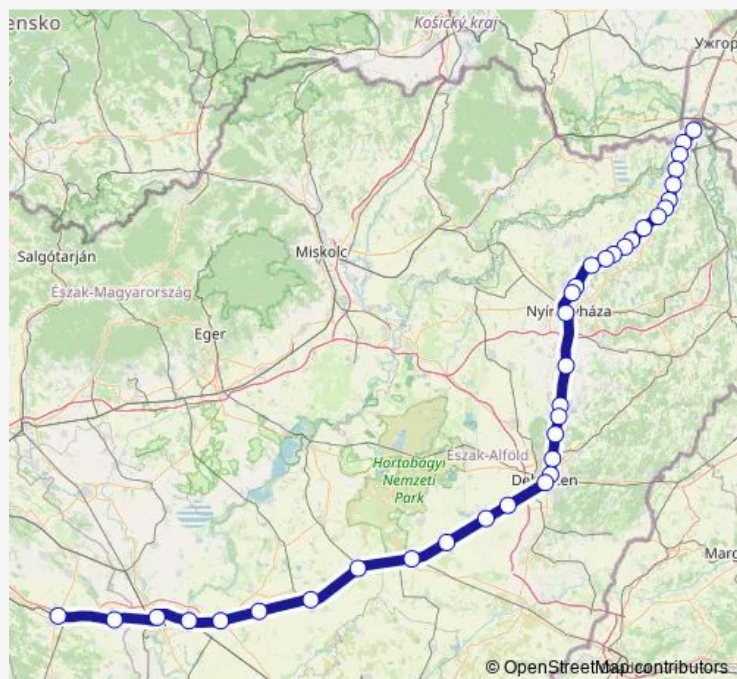 ensko
Košický kraj
Ужгор
Salgótarján
Miskolc
Észak-Magyarország
Eger
Nyír
yháza
Észak-Alföld
Hortobágyi
Nemzeti
Park
De
en
Marg
© OpenStreetMap contributors